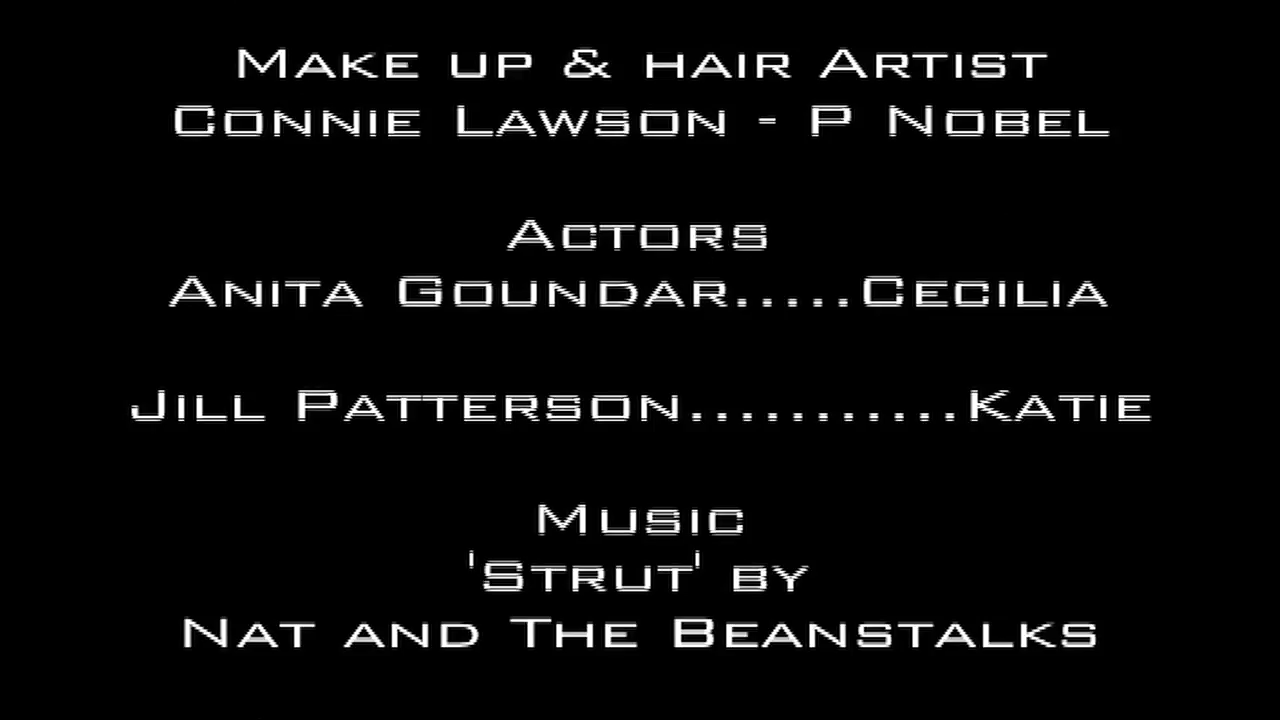 Make up & hair Artist
Connie Lawson - P Nobel
Actors
Anita Goundar.....Cecilia
Jill Patterson...........Katie
Music
'Strut' by
Nat and The Beanstalks